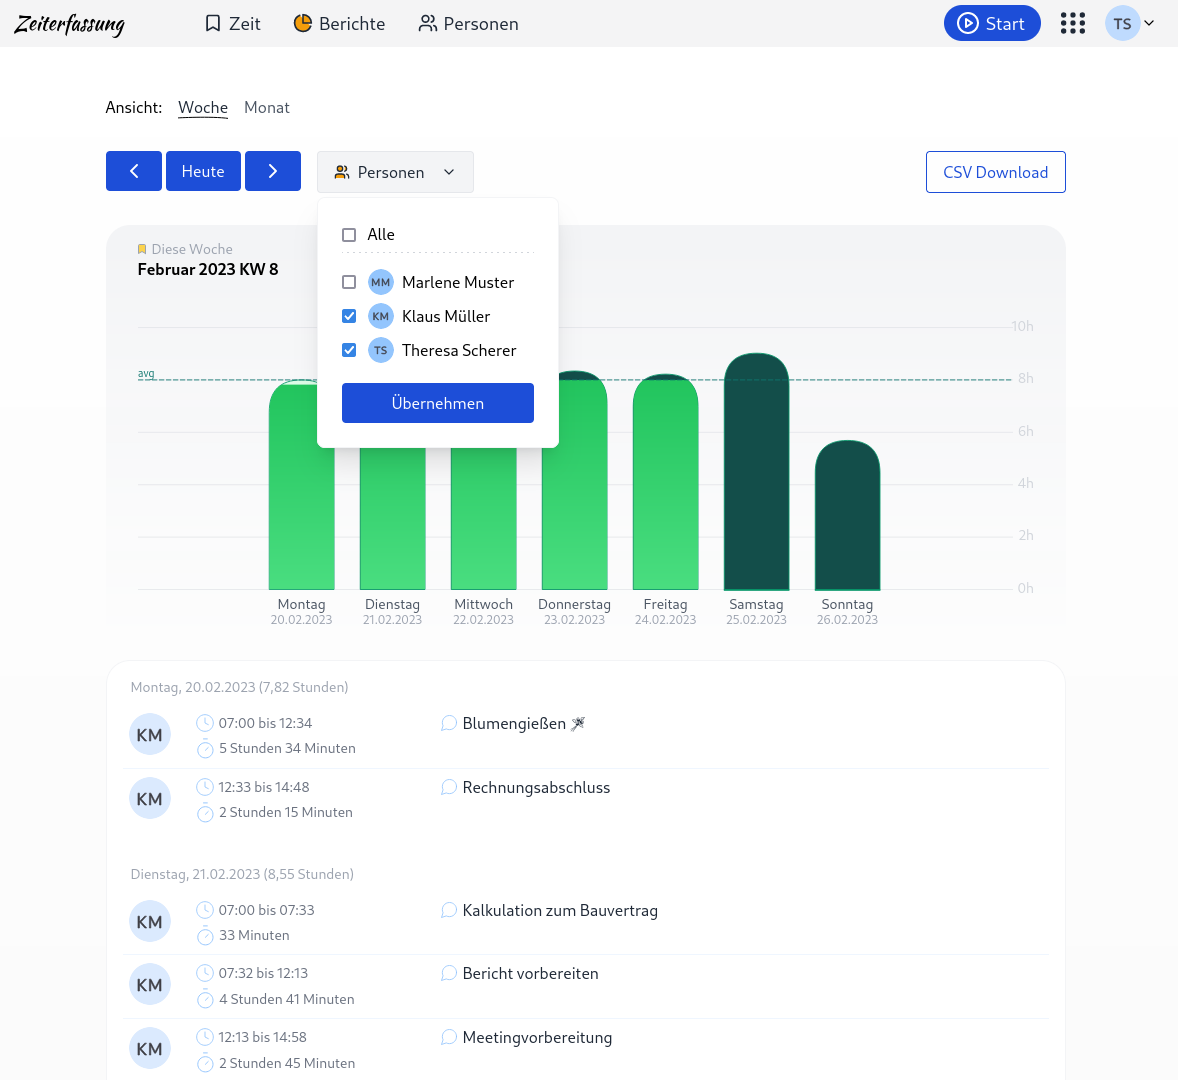 Zeiterfassung
Zeit
Berichte
Personen
Start
TS
Ansicht: Woche Monat
Heute
Personen
CSV Download
Alle
MM Marlene Muster
KM Klaus Müller
TS Theresa Scherer
Übernehmen
Diese Woche
Februar 2023 KW 8
10h
avg
8h
6h
4h
2h
0h
Montag Dienstag Mittwoch Donnerstag Freitag Samstag Sonntag
20.02.2023 21.02.2023 22.02.2023 23.02.2023 24.02.2023 25.02.2023 26.02.2023
Montag, 20.02.2023 (7,82 Stunden)
KM
07:00 bis 12:34
5 Stunden 34 Minuten
Blumengießen
KM
12:33 bis 14:48
2 Stunden 15 Minuten
Rechnungsabschluss
Dienstag, 21.02.2023 (8,55 Stunden)
KM
07:00 bis 07:33
33 Minuten
Kalkulation zum Bauvertrag
KM
07:32 bis 12:13
4 Stunden 41 Minuten
Bericht vorbereiten
KM
12:13 bis 14:58
2 Stunden 45 Minuten
Meetingvorbereitung